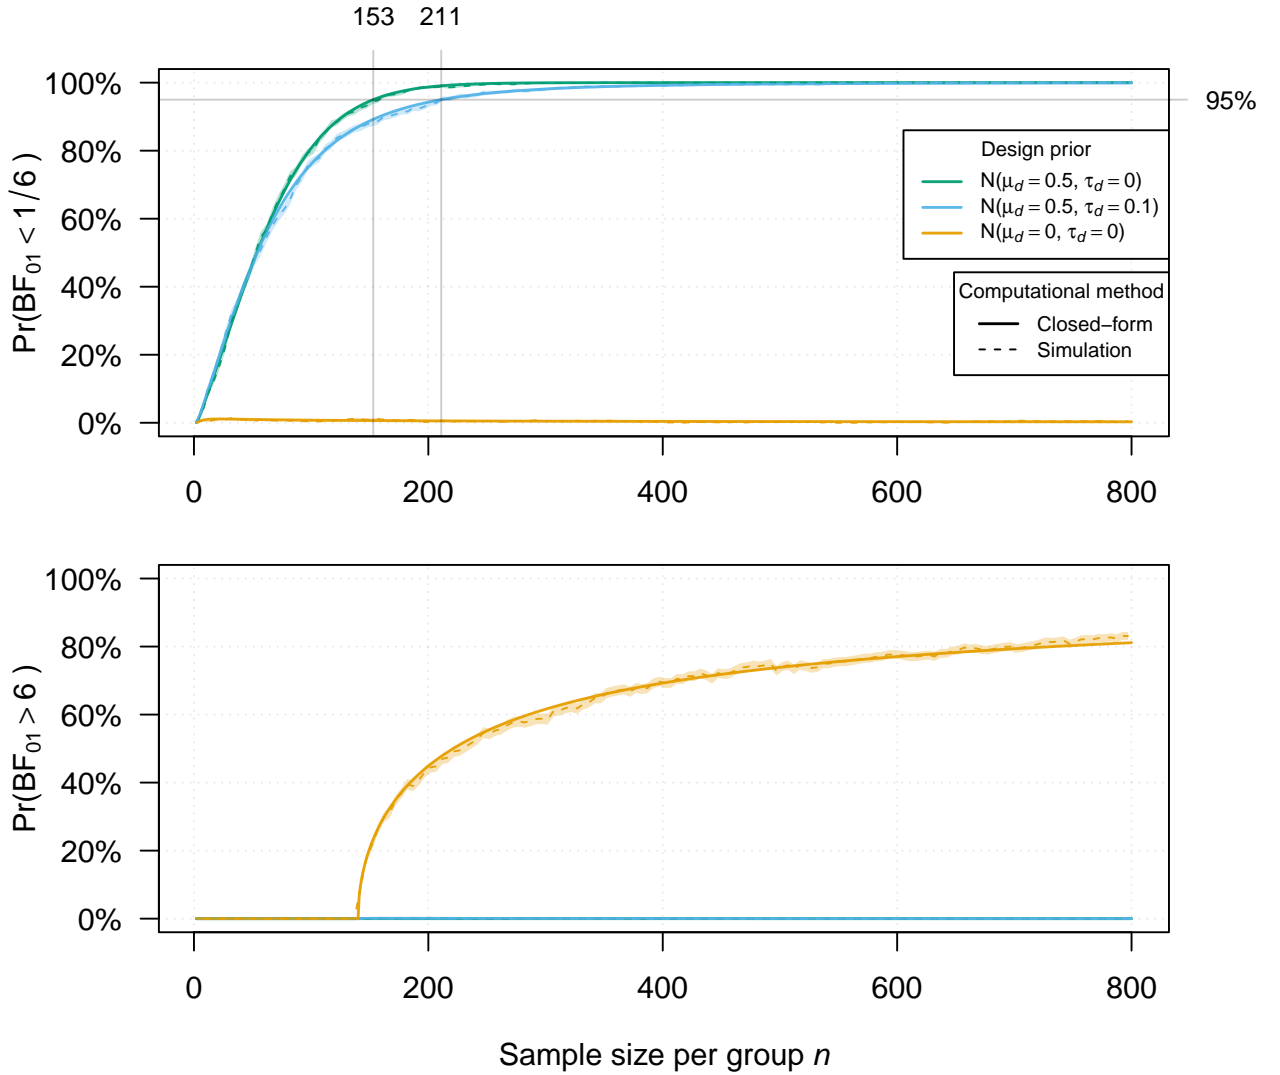 153 211
100%
80%
60%
40%
20%
0%
Pr(BF01 < 1/6 )
95%
Design prior
N(μd = 0.5, τd = 0)
N(μd = 0.5, τd = 0.1)
N(μd = 0, τd = 0)
Computational method
Closed−form
Simulation
0 200 400 600 800
100%
80%
60%
40%
20%
0%
Pr(BF01 > 6 )
0 200 400 600 800
Sample size per group n